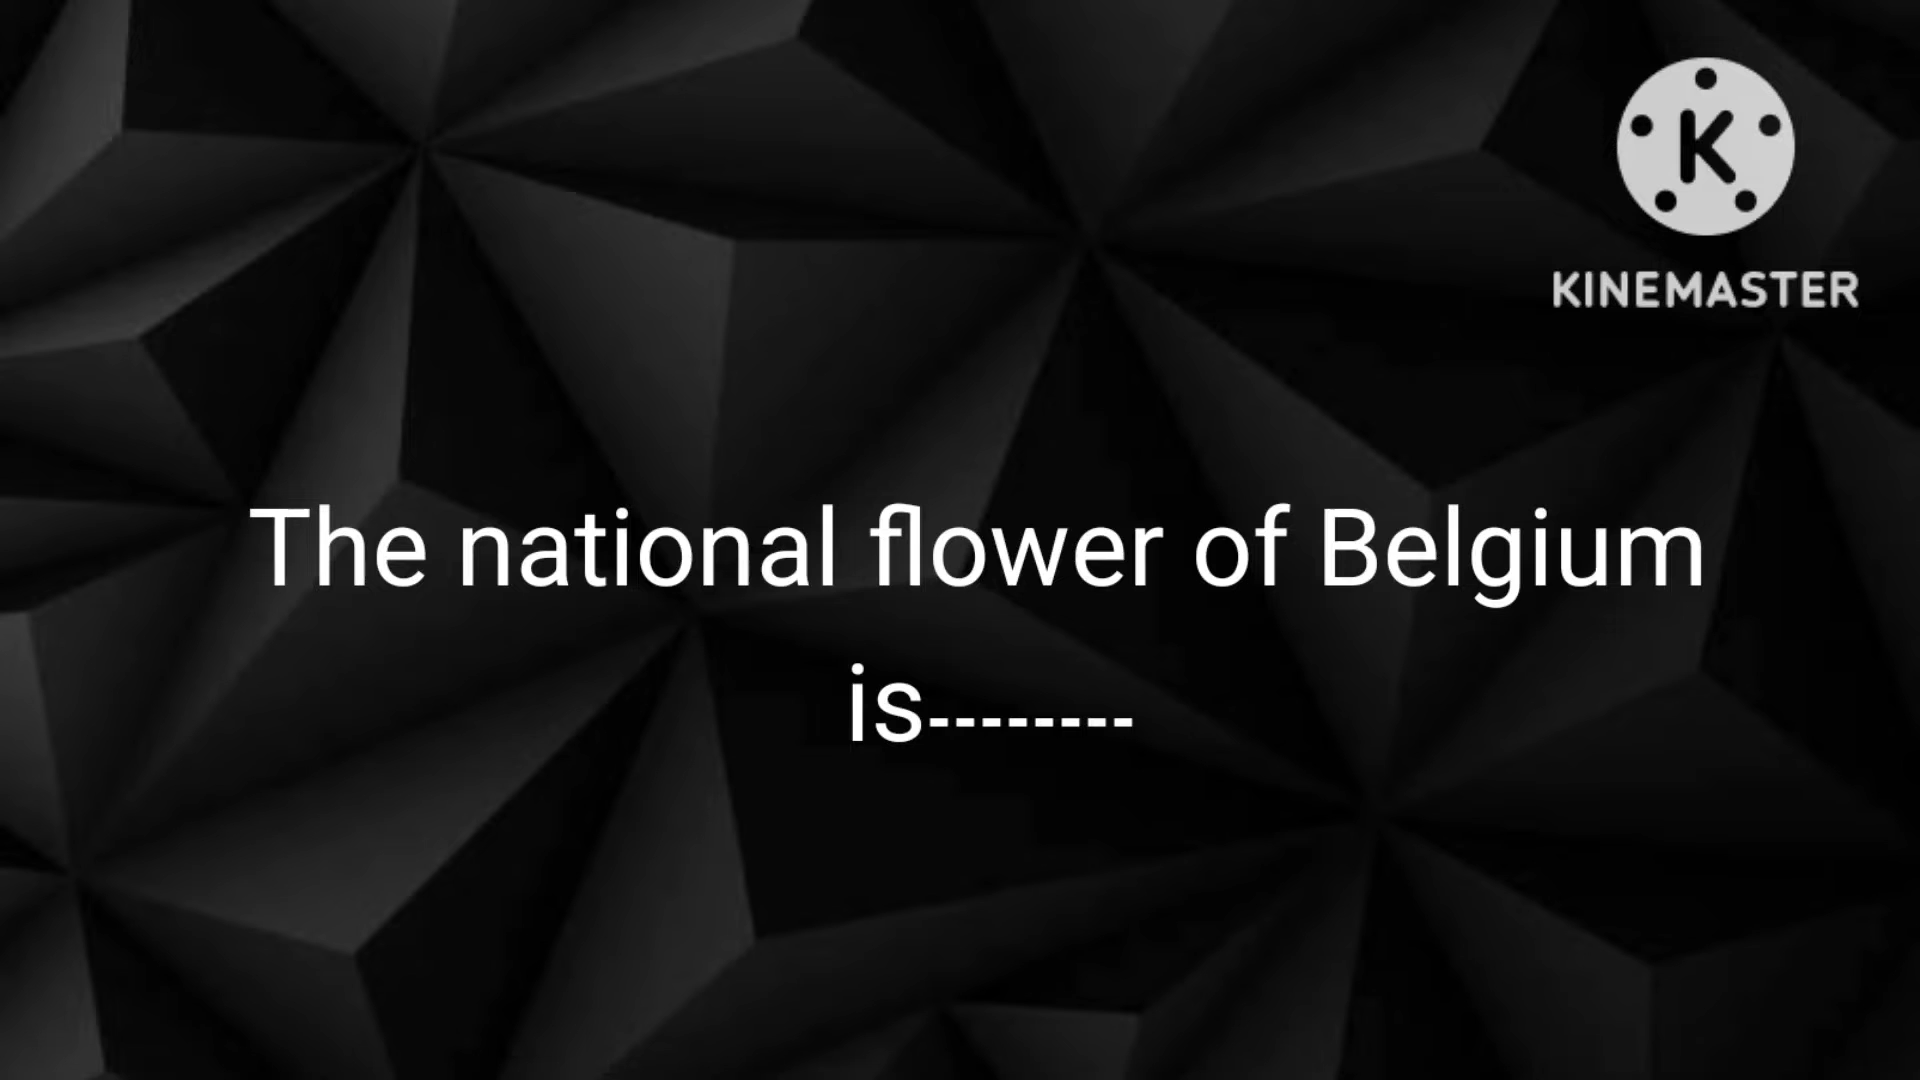 K
KINEMASTER
The national flower of Belgium
is--------